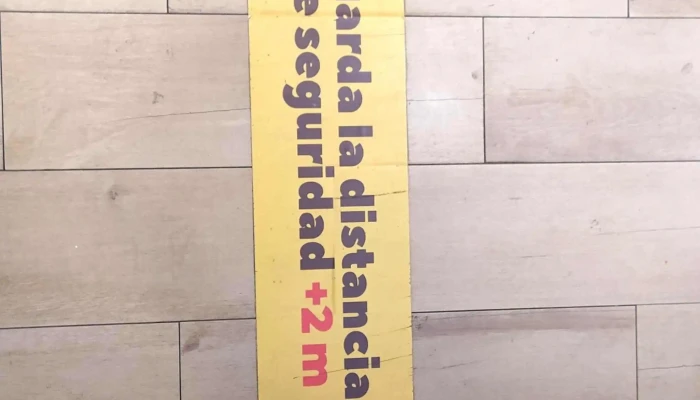 arda la distancia
e seguridad +2 m